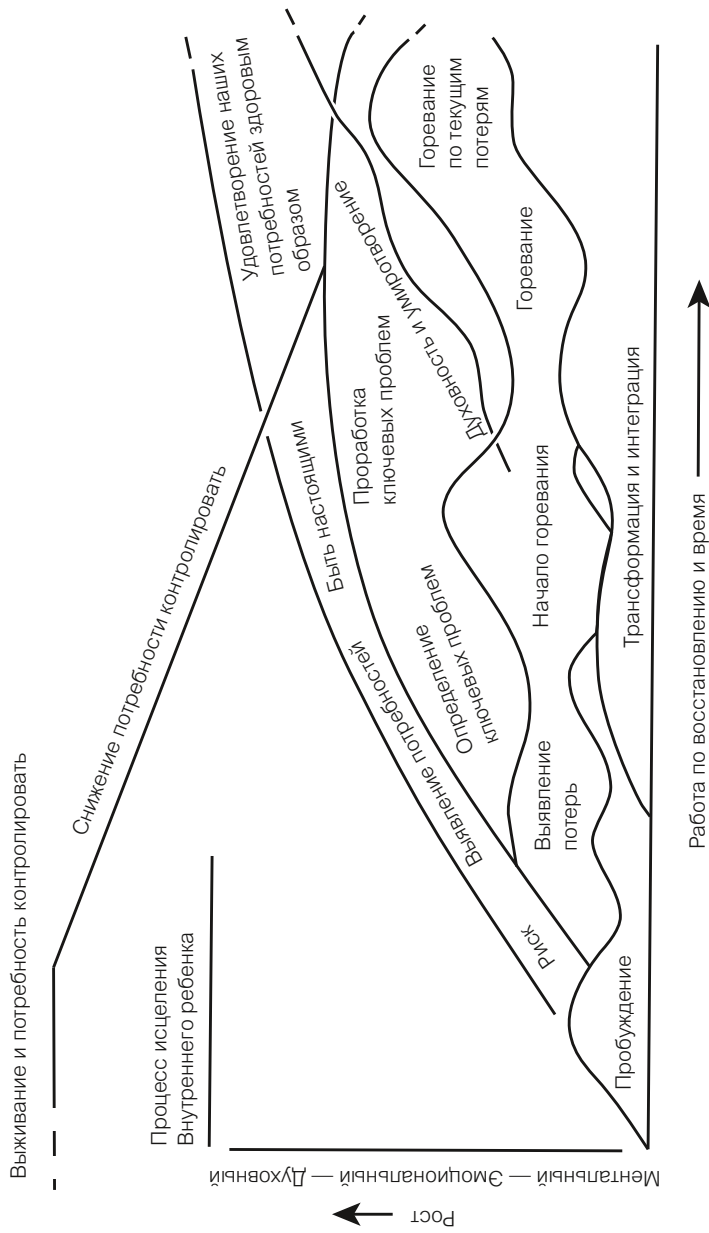 Выживание и потребность контролировать
Снижение потребности контролировать
Процесс исцеления
Внутреннего ребенка
Рост
Ментальный — Эмоциональный — Духовный
Удовлетворение наших
потребностей здоровым
образом
Быть настоящими
Выявление потребностей
Риск
Проработка
ключевых проблем
Определение
ключевых проблем
Духовность и умиротворение
Горевание
по текущим
потерям
Горевание
Начало горевания
Выявление
потерь
Пробуждение
Трансформация и интеграция
Работа по восстановлению и время